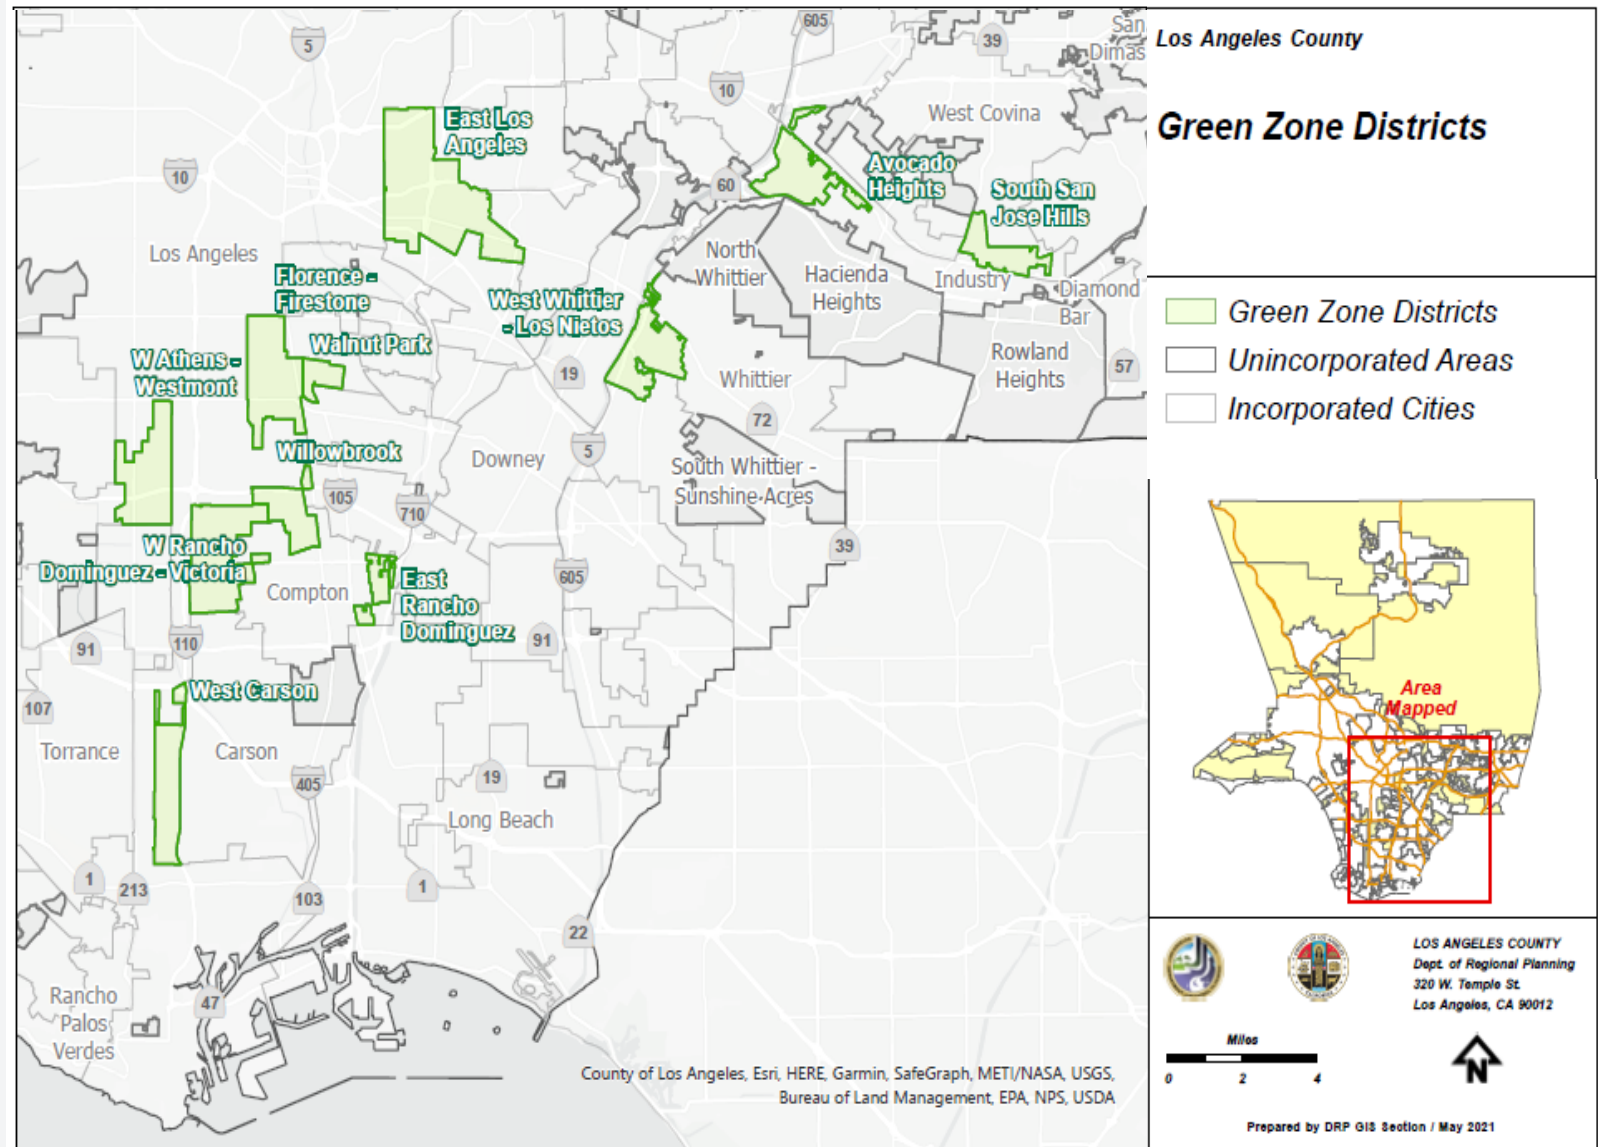 Los Angeles County
Green Zone Districts
Green Zone Districts
Unincorporated Areas
Incorporated Cities
Area
Mapped
LOS ANGELES COUNTY
Dept. of Regional Planning
320 W. Temple St.
Los Angeles, CA 90012
Miles
0 2 4
N
Prepared by DRP GIS Section / May 2021
5
605
39
San
Dimas
10
West Covina
East Los
Angeles
10
60
Avocado
Heights
South San
Jose Hills
Los Angeles
North
Whittier
Hacienda
Heights
Industry
Diamond
Bar
Florence -
Firestone
West Whittier
- Los Nietos
Walnut Park
W Athens -
Westmont
19
Whittier
Rowland
Heights
57
72
Willowbrook
Downey
5
South Whittier -
Sunshine Acres
105
710
39
W Rancho
Dominguez - Victoria
Compton
East
Rancho
Dominguez
605
91
110
91
West Carson
107
Torrance
Carson
405
19
Long Beach
1
213
103
1
22
47
Rancho
Palos
Verdes
County of Los Angeles, Esri, HERE, Garmin, SafeGraph, METI/NASA, USGS,
Bureau of Land Management, EPA, NPS, USDA